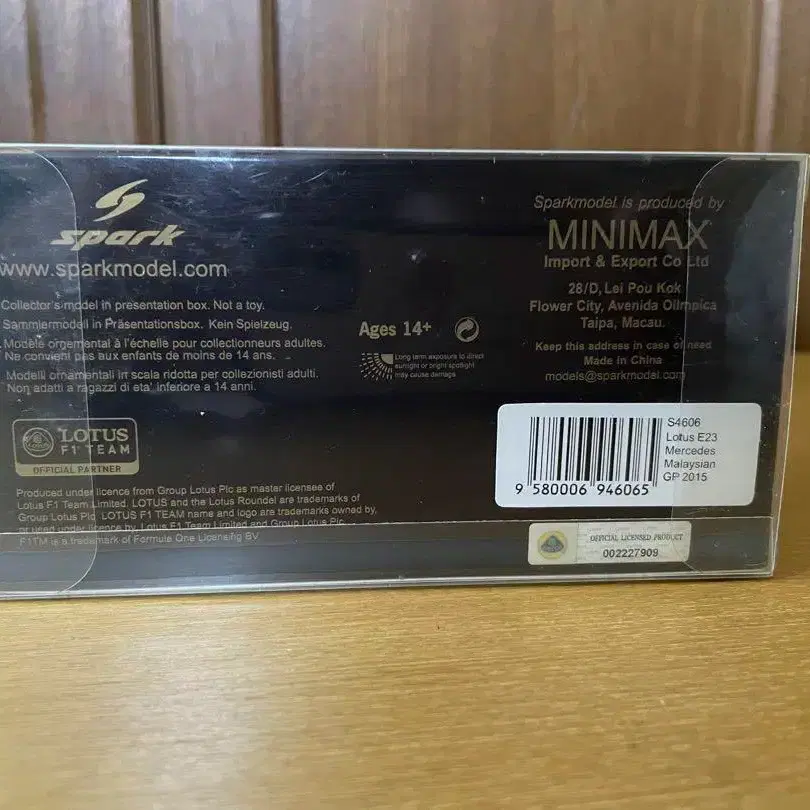 spark
www.sparkmodel.com
Collector's model in presentation box. Not a toy.
Sammlermodell in Präsentationsbox. Kein Spielzeug.
Modèle ornemental à l'échelle pour collectionneurs adultes.
Ne convient pas aux enfants de moins de 14 ans.
Modelli ornamentali in scala ridotta per collezionisti adulti.
Non adatti a ragazzi di eta' inferiore a 14 anni.
Ages 14+
Long term exposure to direct
sunlight or bright spotlight
may cause damage
Sparkmodel is produced by
MINIMAX
Import & Export Co Ltd
28/D, Lei Pou Kok
Flower City, Avenida Olimpica
Taipa, Macau.
Keep this address in case of need
Made in China
models@sparkmodel.com
LOTUS
F1 TEAM
OFFICIAL PARTNER
Produced under licence from Group Lotus Plc as master licensee of
Lotus F1 Team Limited. LOTUS and the Lotus Roundel are trademarks of
Group Lotus Plc. LOTUS F1 TEAM name and logo are trademarks owned by,
or used under licence by Lotus F1 Team Limited and Group Lotus Plc
F1TM is a trademark of Formula One Licensing BV
S4606
Lotus E23
Mercedes
Malaysian
GP 2015
9 580006 946065
OFFICIAL LICENSED PRODUCT
002227909